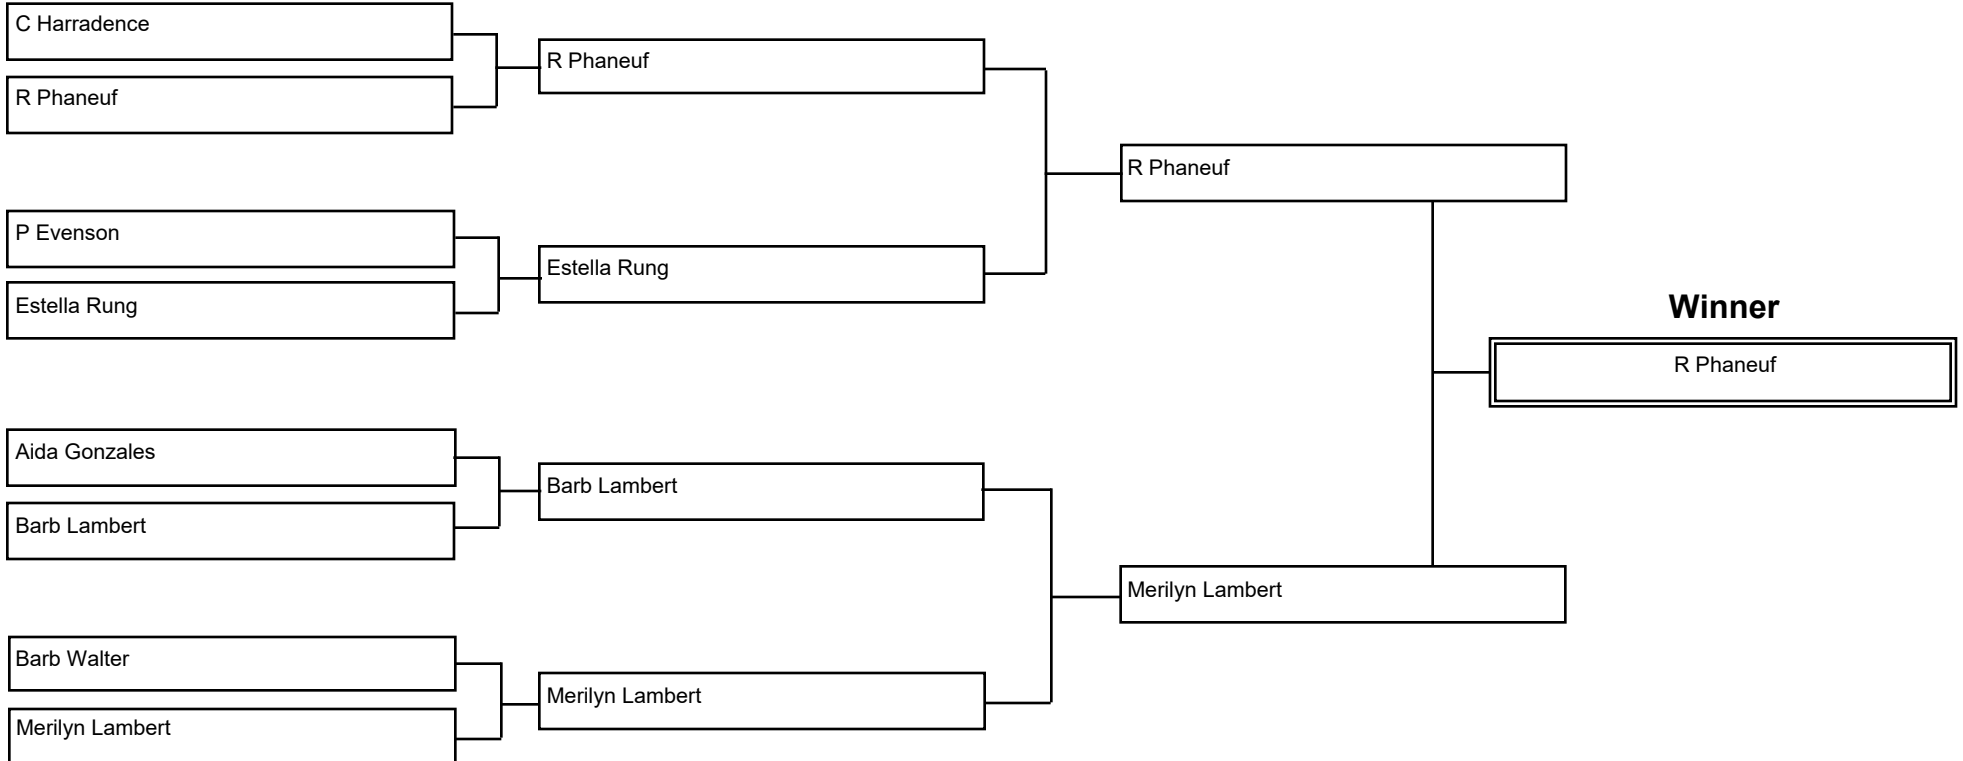 C Harradence
R Phaneuf
R Phaneuf
R Phaneuf
P Evenson
Estella Rung
Estella Rung
Winner
R Phaneuf
Aida Gonzales
Barb Lambert
Barb Lambert
Merilyn Lambert
Barb Walter
Merilyn Lambert
Merilyn Lambert